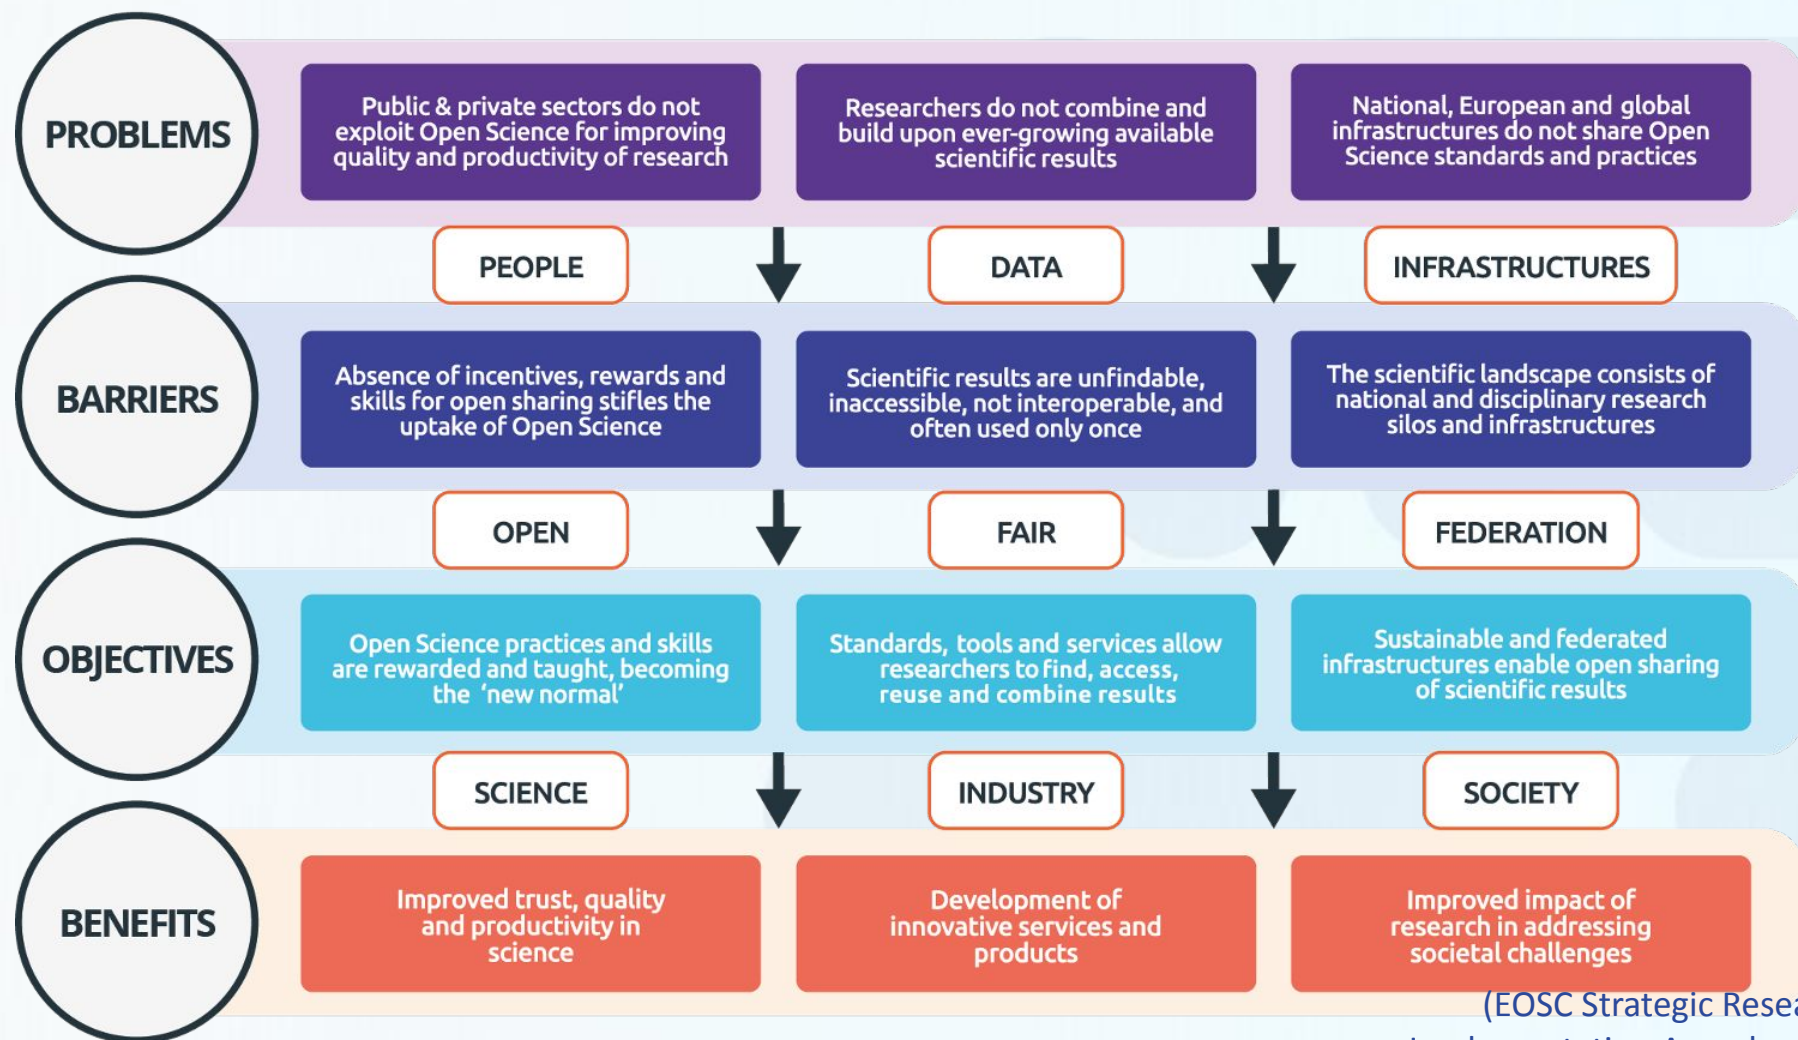 PROBLEMS
Public & private sectors do not
exploit Open Science for improving
quality and productivity of research
Researchers do not combine and
build upon ever-growing available
scientific results
National, European and global
infrastructures do not share Open
Science standards and practices
PEOPLE
DATA
INFRASTRUCTURES
BARRIERS
Absence of incentives, rewards and
skills for open sharing stifles the
uptake of Open Science
Scientific results are unfindable,
inaccessible, not interoperable, and
often used only once
The scientific landscape consists of
national and disciplinary research
silos and infrastructures
OPEN
FAIR
FEDERATION
OBJECTIVES
Open Science practices and skills
are rewarded and taught, becoming
the ‘new normal’
Standards, tools and services allow
researchers to find, access,
reuse and combine results
Sustainable and federated
infrastructures enable open sharing
of scientific results
SCIENCE
INDUSTRY
SOCIETY
BENEFITS
Improved trust, quality
and productivity in
science
Development of
innovative services and
products
Improved impact of
research in addressing
societal challenges
(EOSC Strategic